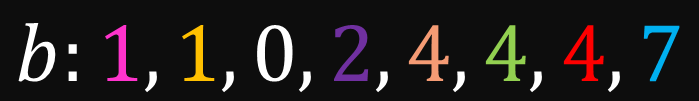 b: 1, 1, 0, 2, 4, 4, 4, 7